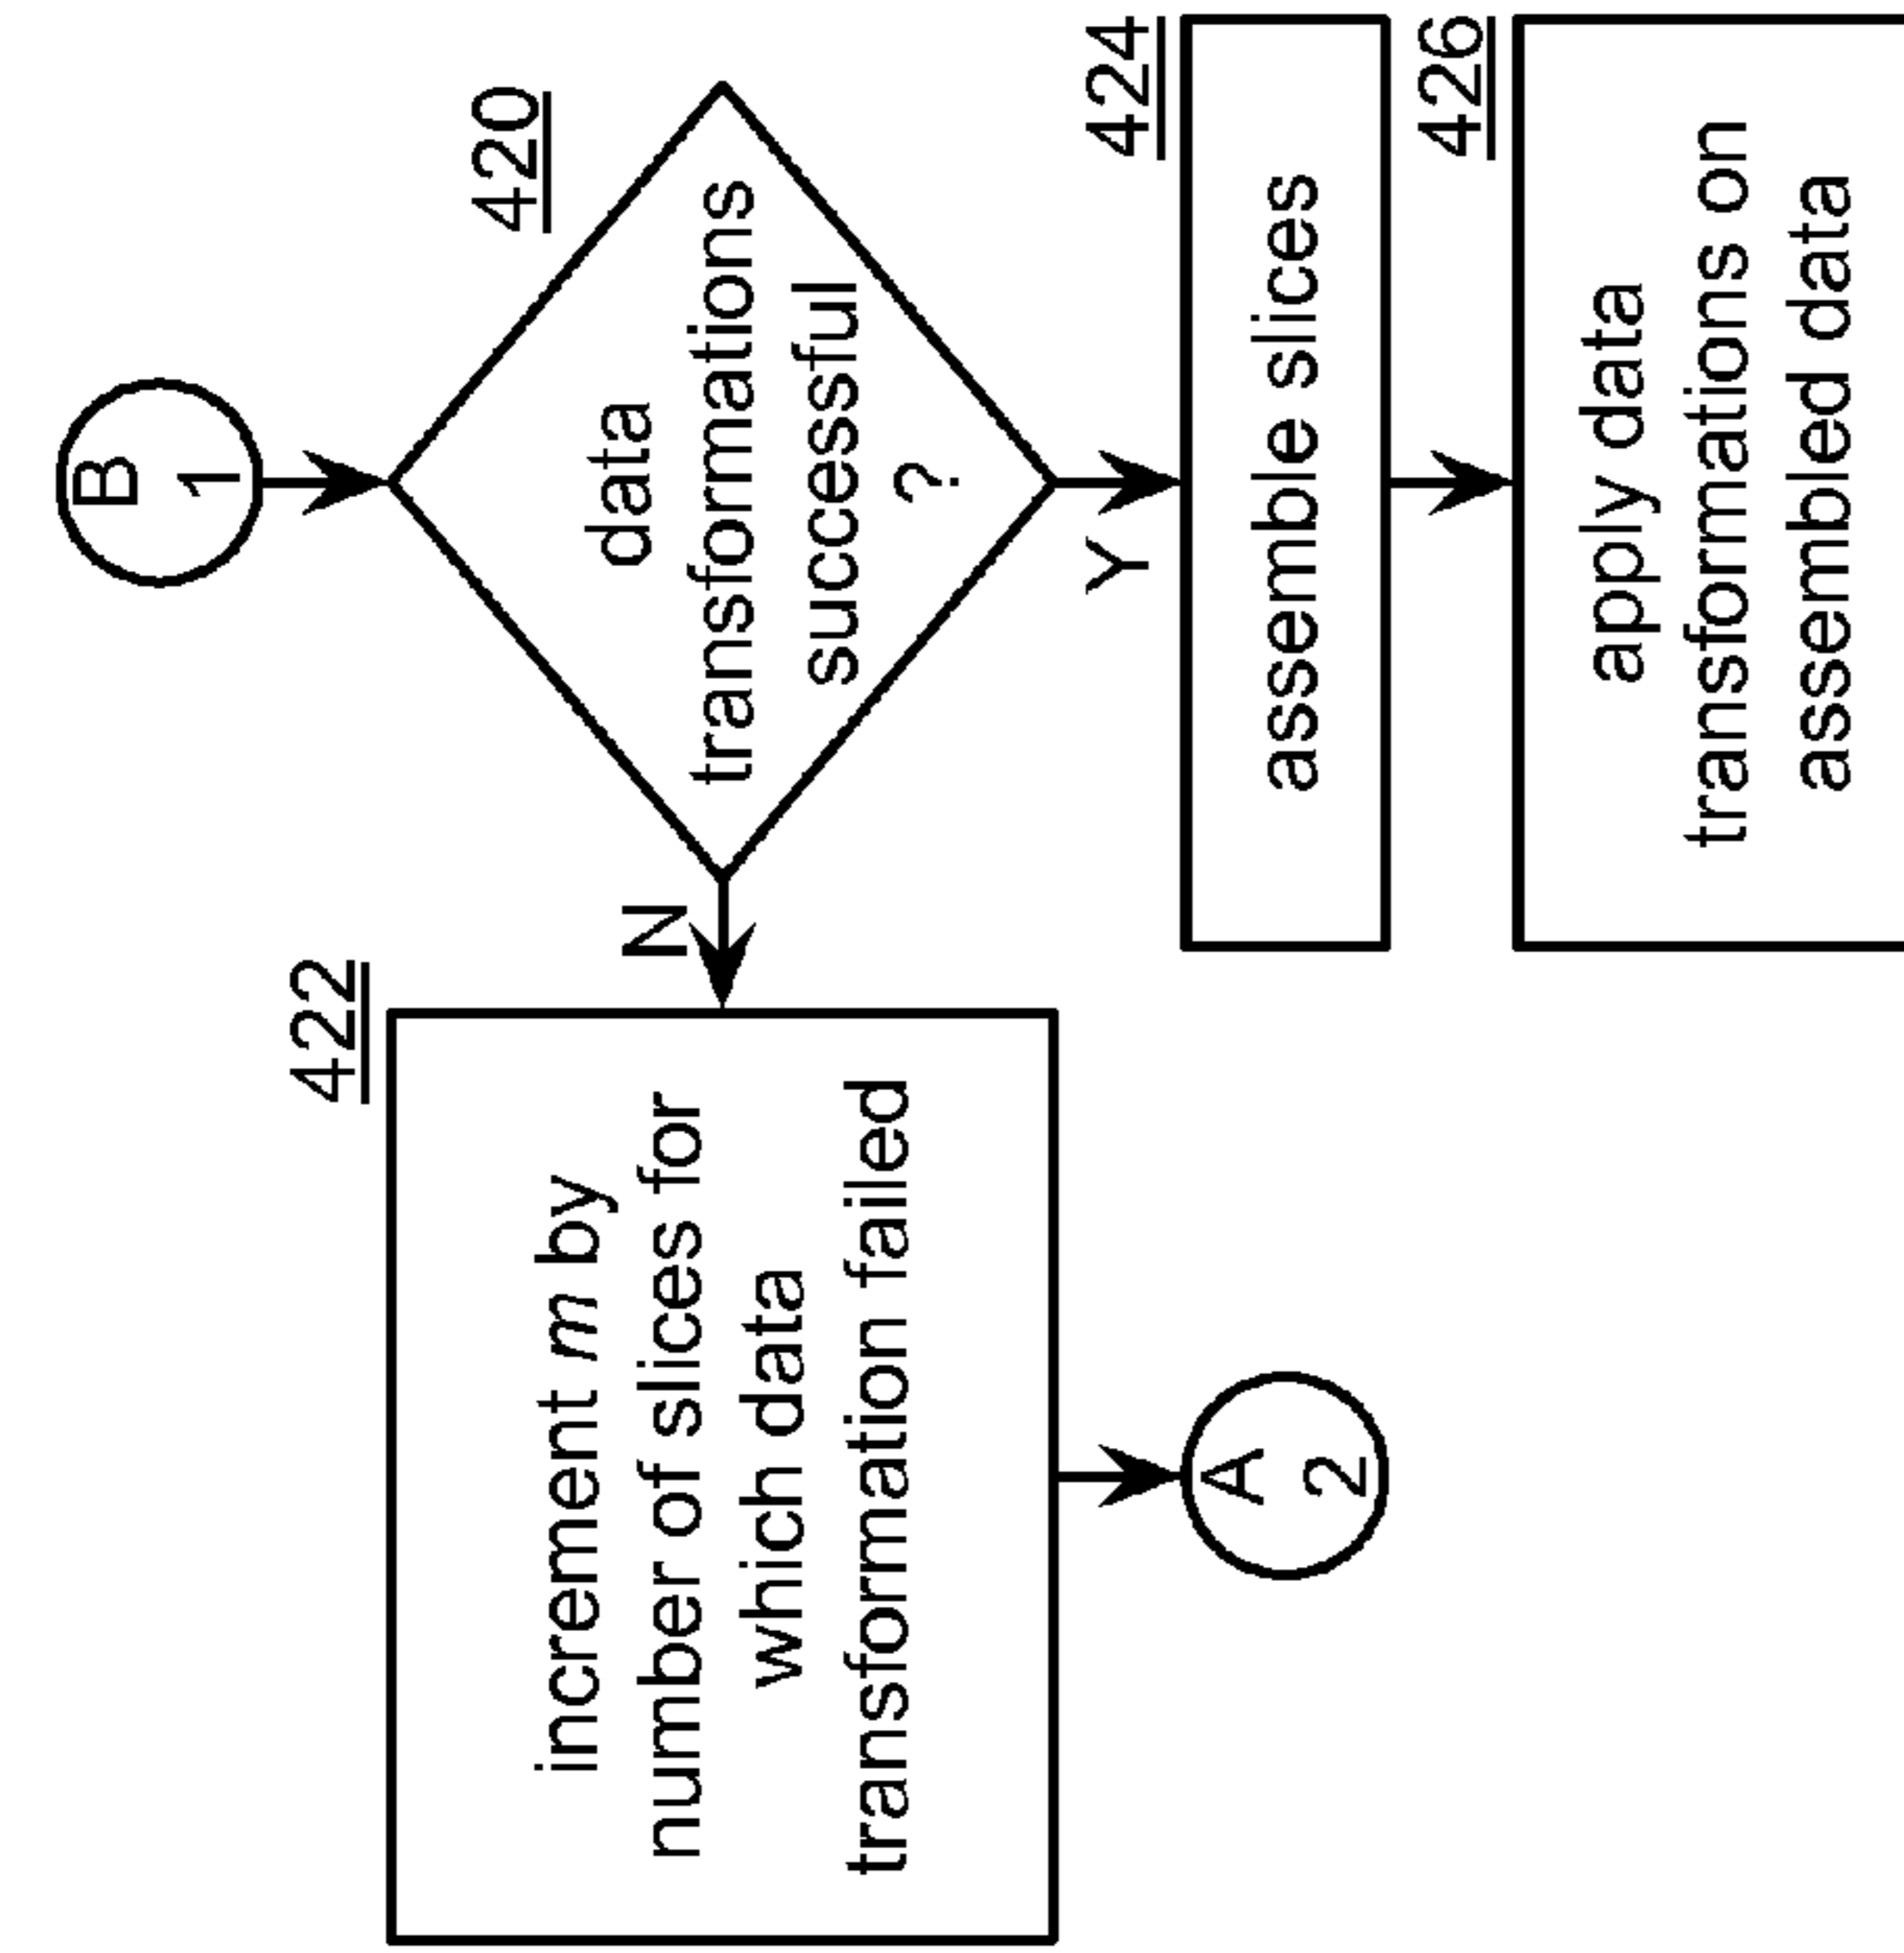 B
1
420
data
transformations
successful
?
N
422
increment m by
number of slices for
which data
transformation failed
A
2
Y
424
assemble slices
426
apply data
transformations on
assembled data